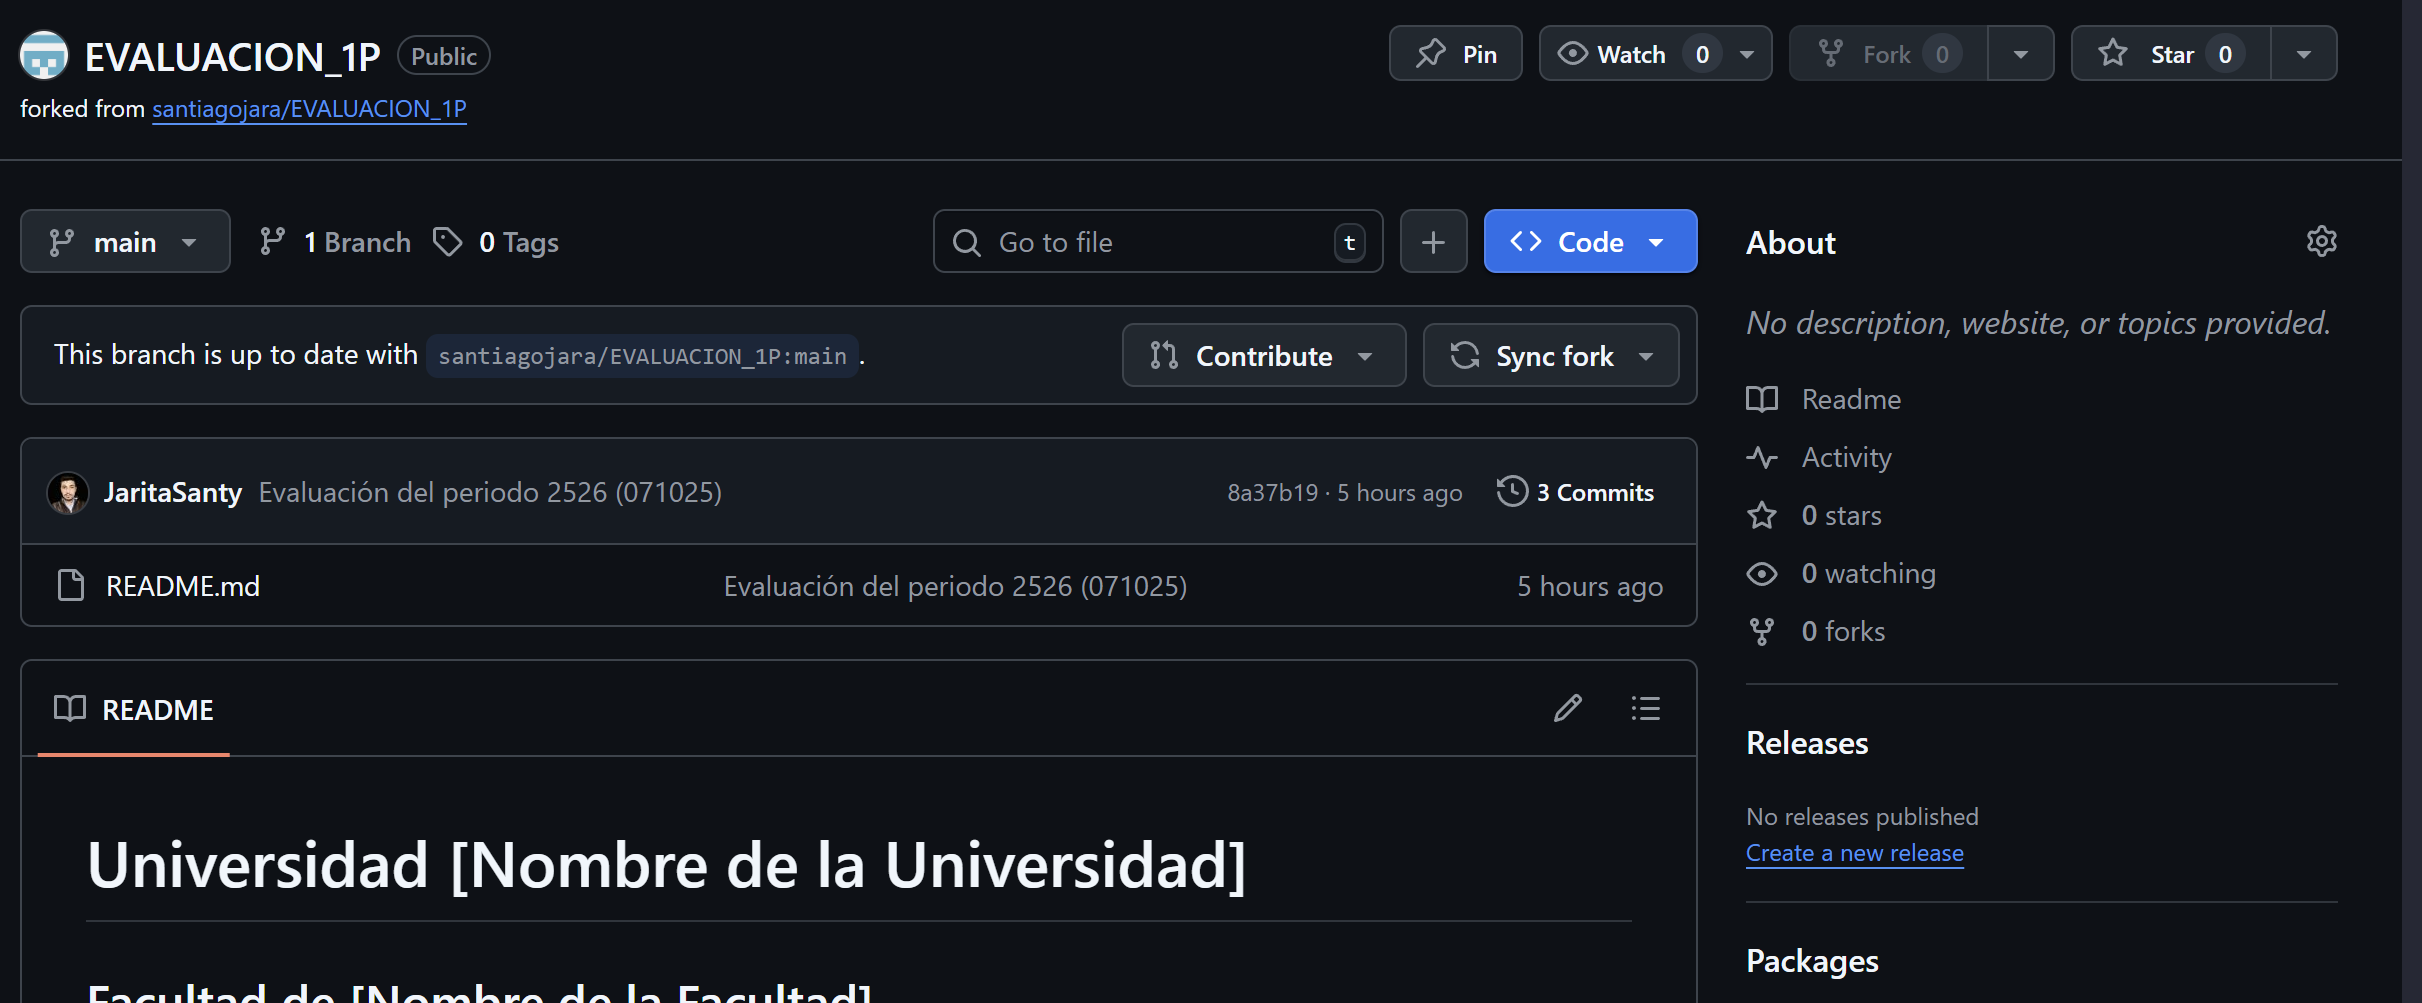 EVALUACION_1P Public
Pin
Watch 0
Fork 0
Star 0
forked from santiagojara/EVALUACION_1P
main
1 Branch
0 Tags
Go to file t
Code
This branch is up to date with santiagojara/EVALUACION_1P:main.
Contribute
Sync fork
JaritaSanty Evaluación del periodo 2526 (071025) 8a37b19 · 5 hours ago 3 Commits
README.md Evaluación del periodo 2526 (071025) 5 hours ago
README
Universidad [Nombre de la Universidad]
Facultad de [Nombre de la Facultad]
About
No description, website, or topics provided.
Readme
Activity
0 stars
0 watching
0 forks
Releases
No releases published
Create a new release
Packages